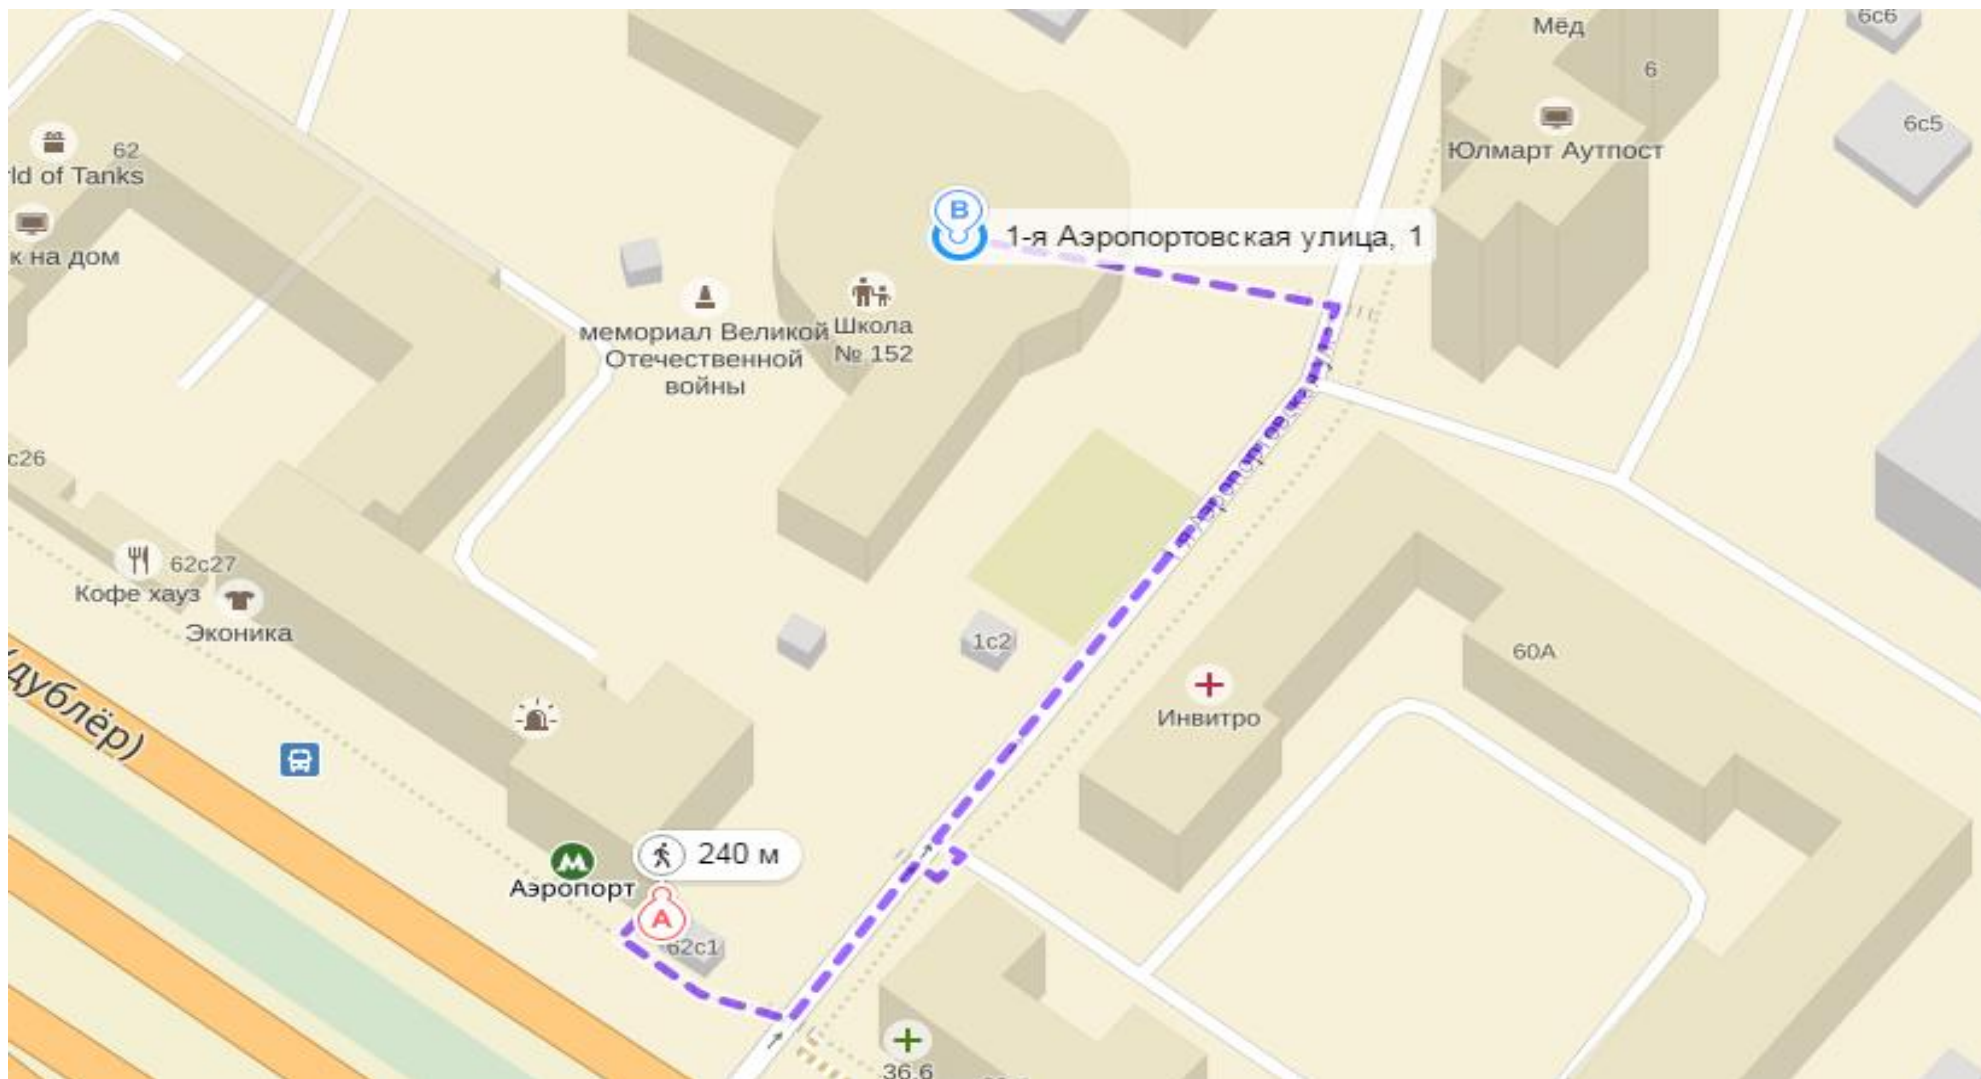 Мёд
6с6
6
6с5
Юлмарт Аутпост
62
ld of Tanks
к на дом
B
1-я Аэропортовская улица, 1
мемориал Великой
Отечественной
войны
Школа
№ 152
с26
62с27
Кофе хауз
Эконика
1с2
60А
Инвитро
(дублёр)
240 м
Аэропорт
A
62с1
36,6